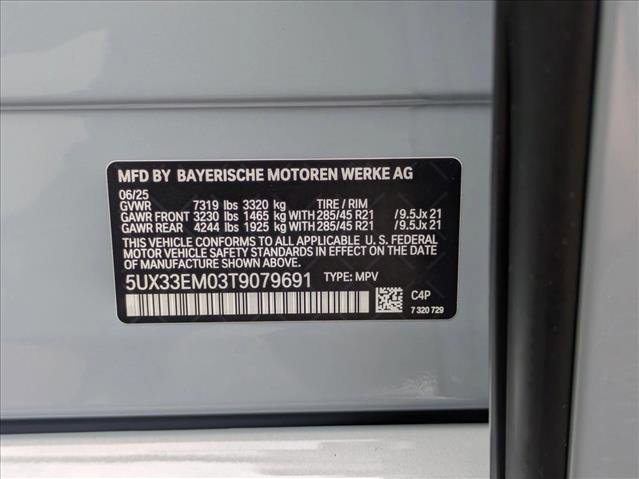 MFD BY BAYERISCHE MOTOREN WERKE AG
06/25
GVWR 7319 lbs 3320 kg TIRE / RIM
GAWR FRONT 3230 lbs 1465 kg WITH 285/45 R21 /9.5Jx 21
GAWR REAR 4244 lbs 1925 kg WITH 285/45 R21 /9.5Jx 21
THIS VEHICLE CONFORMS TO ALL APPLICABLE U. S. FEDERAL
MOTOR VEHICLE SAFETY STANDARDS IN EFFECT ON THE DATE
OF MANUFACTURE SHOWN ABOVE.
5UX33EM03T9079691 TYPE: MPV
C4P
7 320 729